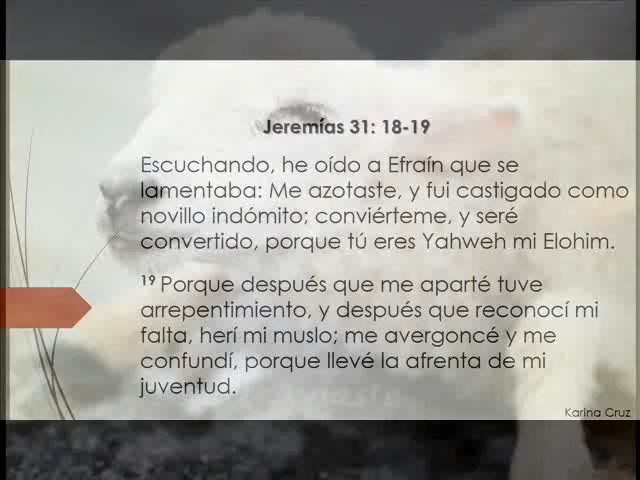 Jeremías 31: 18-19
Escuchando, he oído a Efraín que se
lamentaba: Me azotaste, y fui castigado como
novillo indómito; conviérteme, y seré
convertido, porque tú eres Yahweh mi Elohim.
19 Porque después que me aparté tuve
arrepentimiento, y después que reconocí mi
falta, herí mi muslo; me avergoncé y me
confundí, porque llevé la afrenta de mi
juventud.
Karina Cruz